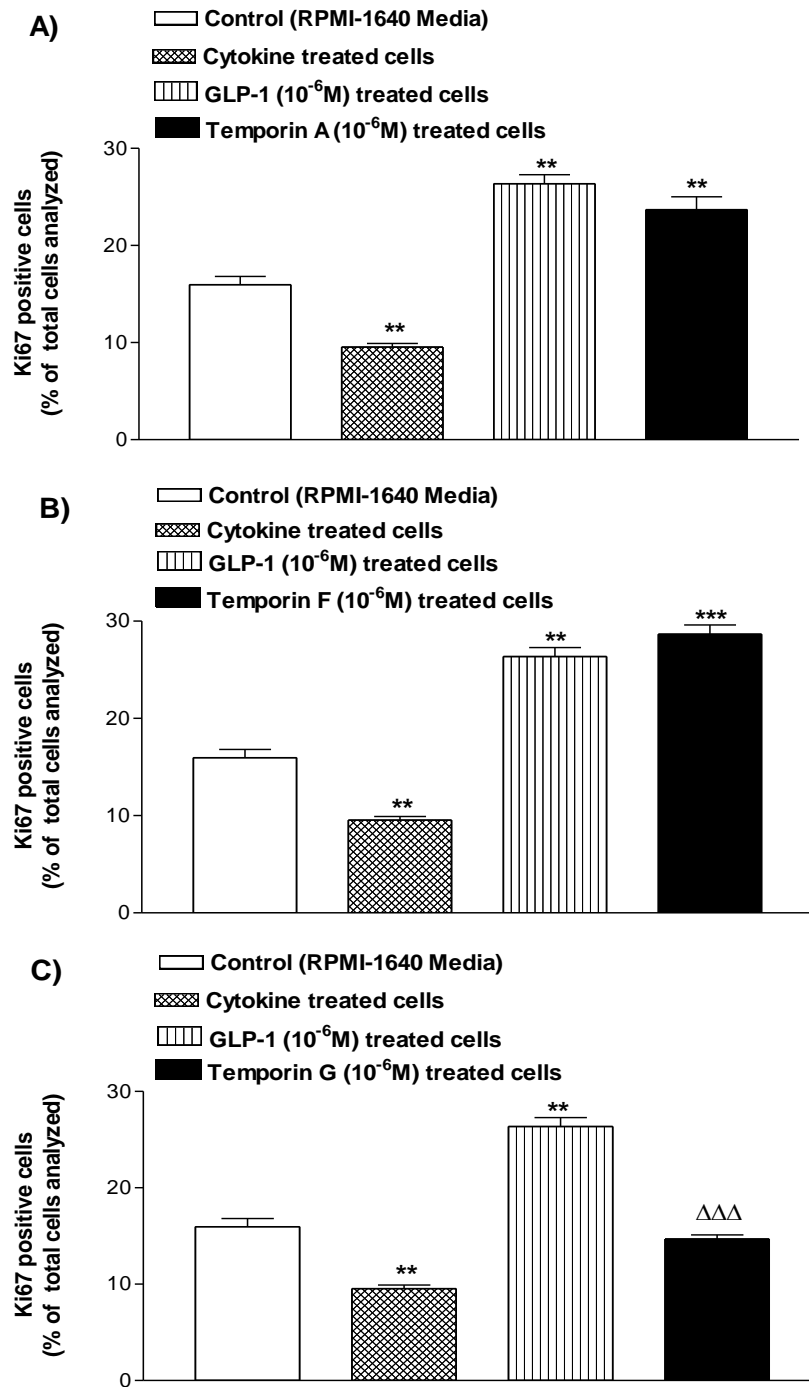 A)
Control (RPMI-1640 Media)
Cytokine treated cells
GLP-1 (10⁻⁶M) treated cells
Temporin A (10⁻⁶M) treated cells
Ki67 positive cells
(% of total cells analyzed)
30
20
10
0
**
**
**
B)
Control (RPMI-1640 Media)
Cytokine treated cells
GLP-1 (10⁻⁶M) treated cells
Temporin F (10⁻⁶M) treated cells
Ki67 positive cells
(% of total cells analyzed)
30
20
10
0
**
**
***
C)
Control (RPMI-1640 Media)
Cytokine treated cells
GLP-1 (10⁻⁶M) treated cells
Temporin G (10⁻⁶M) treated cells
Ki67 positive cells
(% of total cells analyzed)
30
20
10
0
**
**
ΔΔΔ